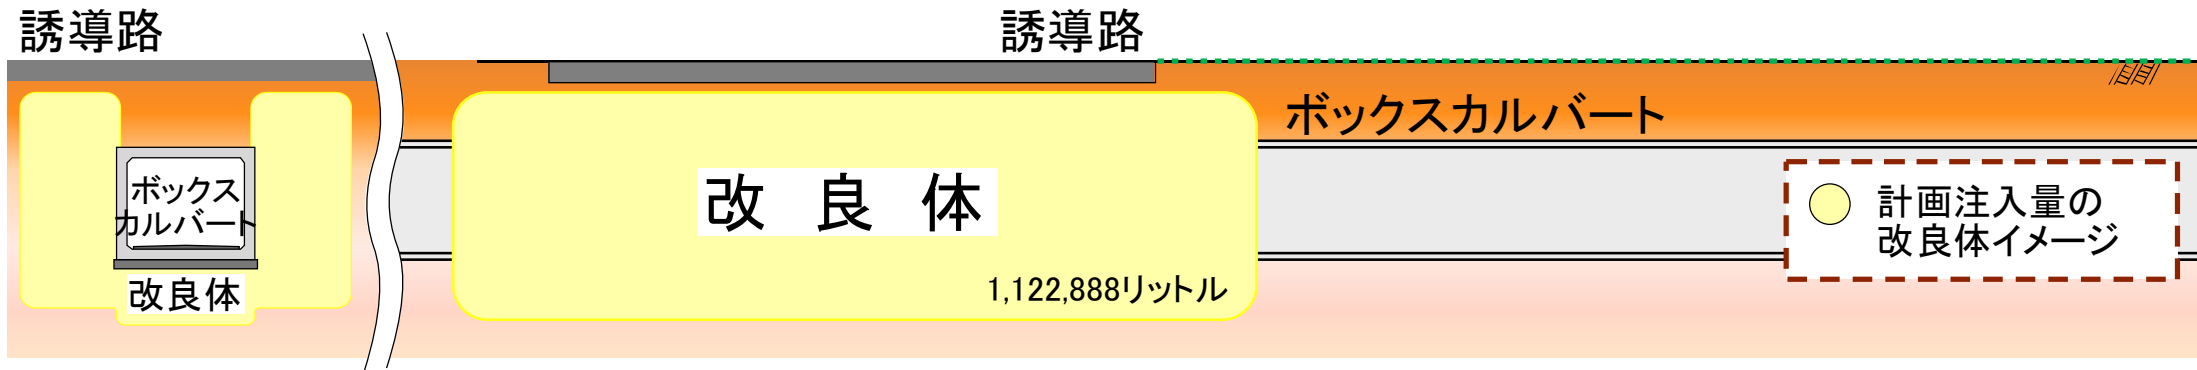 誘導路
誘導路
ボックスカルバート
ボックス
カルバート
改良体
改良体
1,122,888リットル
計画注入量の
改良体イメージ